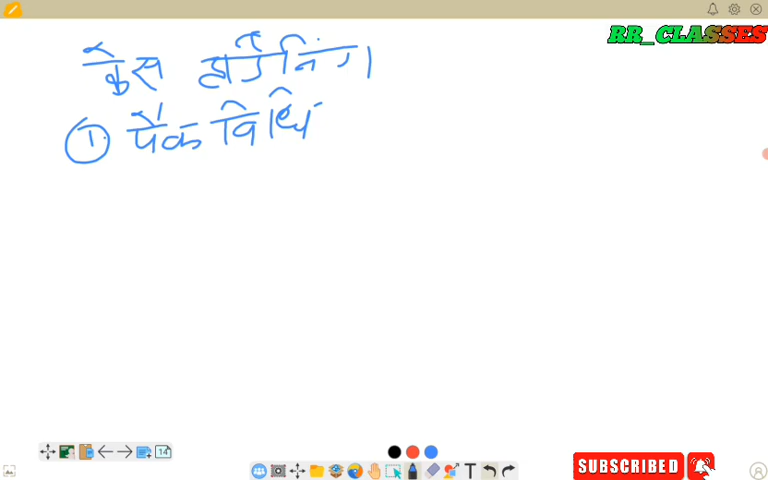 RR_CLASSES
केस हार्डनिंग
① पैक विधि
14
T
SUBSCRIBED